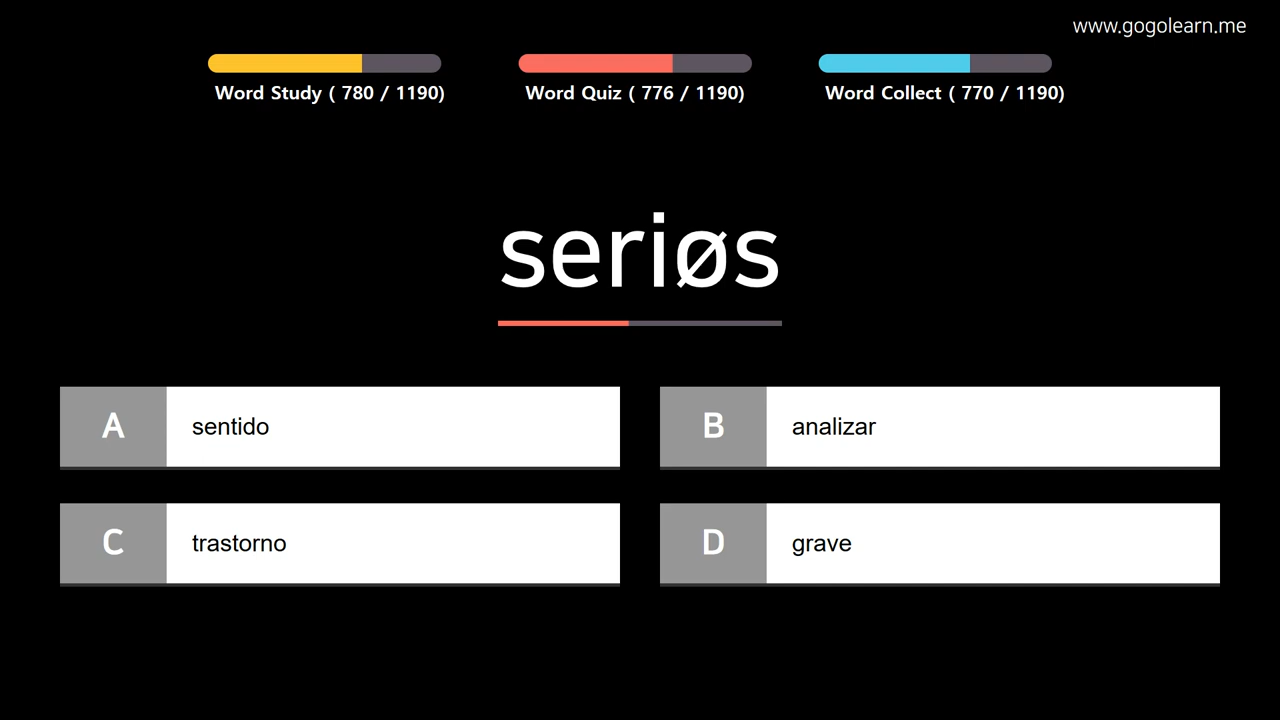 www.gogolearn.me
Word Study ( 780 / 1190)
Word Quiz ( 776 / 1190)
Word Collect ( 770 / 1190)
seriøs
A sentido
B analizar
C trastorno
D grave